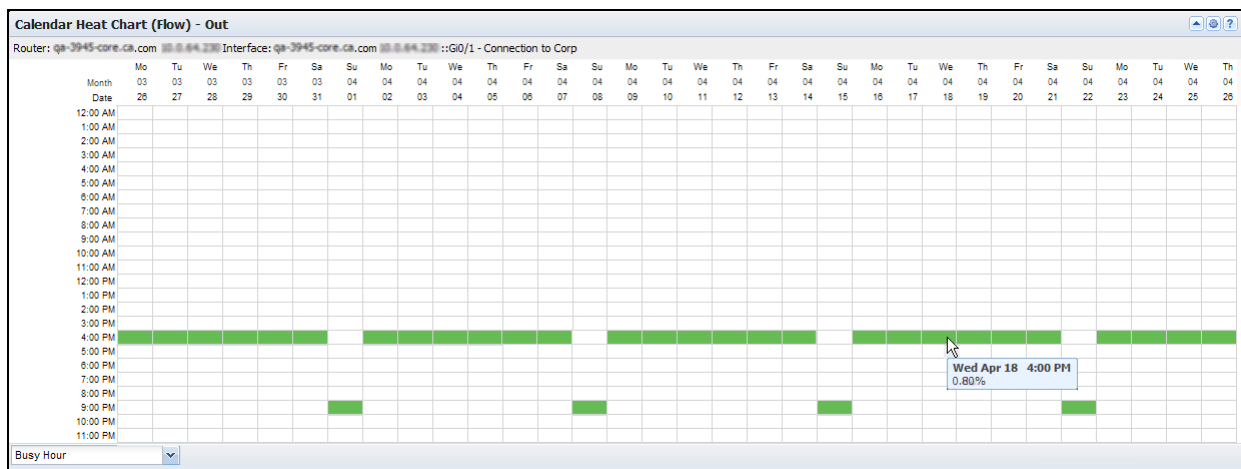 Calendar Heat Chart (Flow) - Out
Router: qa-3945-core.ca.com 10.0.64.230 Interface: qa-3945-core.ca.com 10.0.64.230 ::Gi0/1 - Connection to Corp
Mo Tu We Th Fr Sa Su Mo Tu We Th Fr Sa Su Mo Tu We Th Fr Sa Su Mo Tu We Th Fr Sa Su Mo Tu We Th
Month 03 03 03 03 03 03 04 04 04 04 04 04 04 04 04 04 04 04 04 04 04 04 04 04 04 04 04 04 04 04 04 04
Date 26 27 28 29 30 31 01 02 03 04 05 06 07 08 09 10 11 12 13 14 15 16 17 18 19 20 21 22 23 24 25 26
12:00 AM
1:00 AM
2:00 AM
3:00 AM
4:00 AM
5:00 AM
6:00 AM
7:00 AM
8:00 AM
9:00 AM
10:00 AM
11:00 AM
12:00 PM
1:00 PM
2:00 PM
3:00 PM
4:00 PM
5:00 PM
6:00 PM
Wed Apr 18 4:00 PM
7:00 PM
0.80%
8:00 PM
9:00 PM
10:00 PM
11:00 PM
Busy Hour